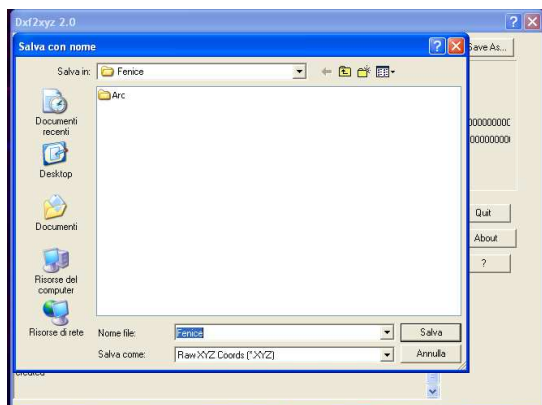 Dxf2xyz 2.0
Salva con nome
Save As...
Salva in:
Fenice
Arc
Documenti
recenti
Desktop
Documenti
Risorse del
computer
Risorse di rete
Quit
About
?
Nome file:
Fenice
Salva
Salva come:
Raw XYZ Coords (*.XYZ)
Annulla